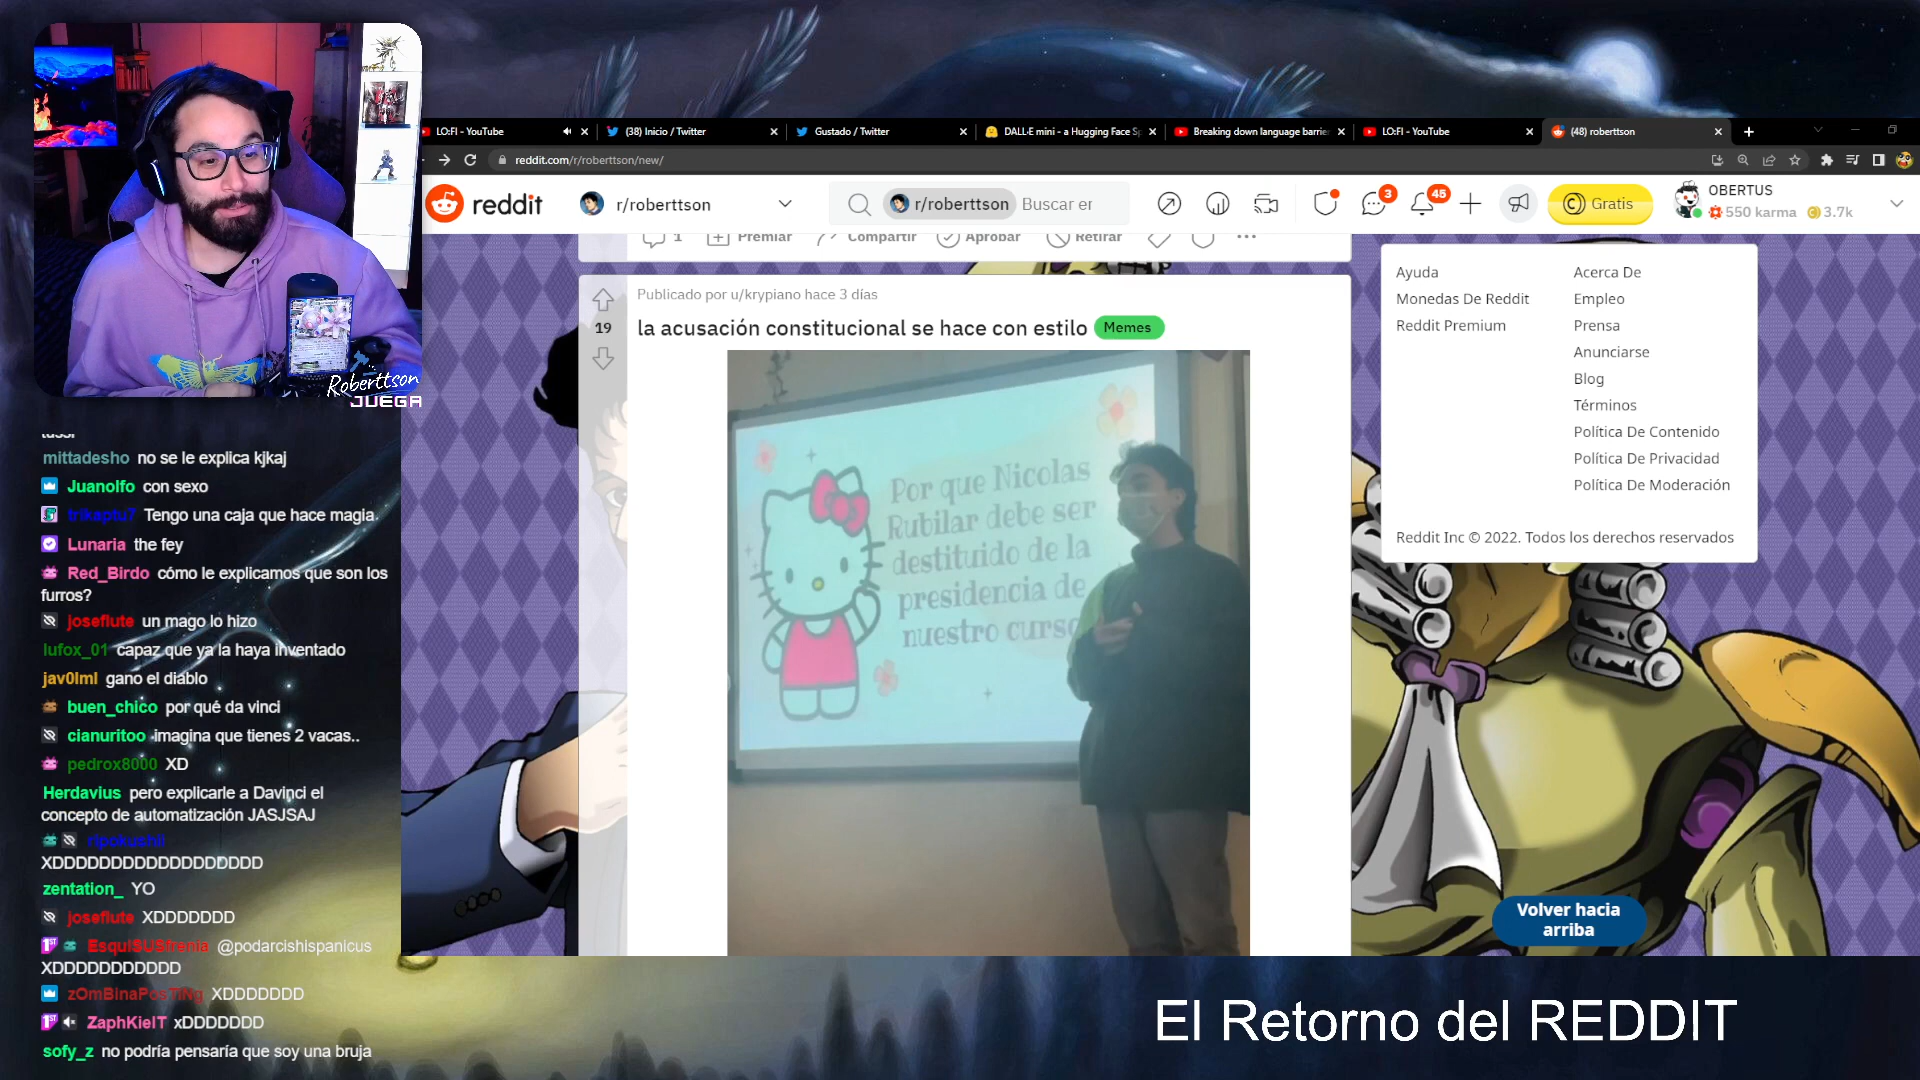 LO:FI - YouTube
(38) Inicio / Twitter
Gustado / Twitter
DALL·E mini - a Hugging Face Sp
Breaking down language barrie
LO:FI - YouTube
(48) roberttson
reddit.com/r/roberttson/new/
reddit
r/roberttson
r/roberttson
Buscar er
3
45
Gratis
OBERTUS
550 karma
3.7k
1
Premiar
Compartir
Aprobar
Retirar
Publicado por u/krypiano hace 3 días
19
la acusación constitucional se hace con estilo
Memes
Por que Nicolas
Rubilar debe ser
destituido de la
presidencia de
nuestro curso
Ayuda
Monedas De Reddit
Reddit Premium
Acerca De
Empleo
Prensa
Anunciarse
Blog
Términos
Política De Contenido
Política De Privacidad
Política De Moderación
Reddit Inc © 2022. Todos los derechos reservados
Volver hacia
arriba
Roberttson
JUEGA
mittadesho no se le explica kjkaj
Juanolfo con sexo
trikaptu7 Tengo una caja que hace magia
Lunaria the fey
Red_Birdo cómo le explicamos que son los
furros?
joseflute un mago lo hizo
lufox_01 capaz que ya la haya inventado
jav0lml gano el diablo
buen_chico por qué da vinci
cianuritoo imagina que tienes 2 vacas..
pedrox8000 XD
Herdavius pero explicarle a Davinci el
concepto de automatización JASJSAJ
ripokushii
XDDDDDDDDDDDDDDDDDD
zentation_ YO
joseflute XDDDDDDD
EsquiSUSfrenia @podarcishispanicus
XDDDDDDDDDDD
zOmBinaPosTiNg XDDDDDDD
ZaphKielT xDDDDDDD
sofy_z no podría pensaría que soy una bruja
El Retorno del REDDIT